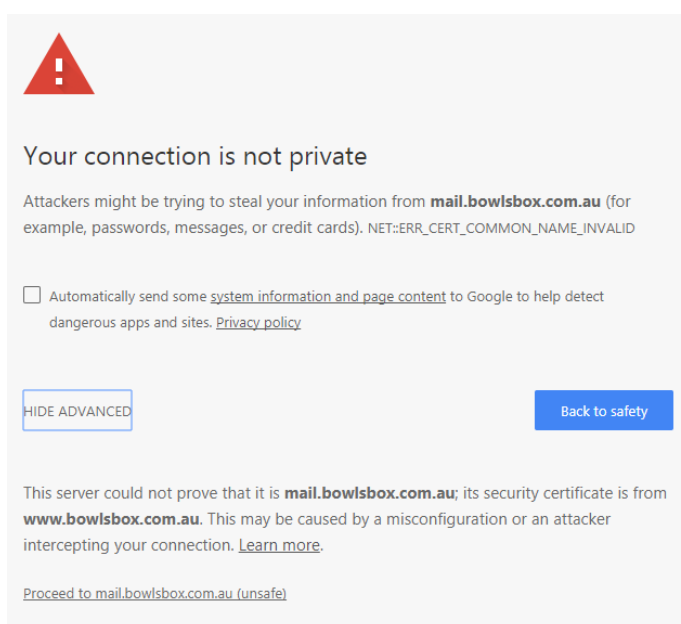 Your connection is not private
Attackers might be trying to steal your information from mail.bowlsbox.com.au (for
example, passwords, messages, or credit cards). NET::ERR_CERT_COMMON_NAME_INVALID
Automatically send some system information and page content to Google to help detect
dangerous apps and sites. Privacy policy
HIDE ADVANCED
Back to safety
This server could not prove that it is mail.bowlsbox.com.au; its security certificate is from
www.bowlsbox.com.au. This may be caused by a misconfiguration or an attacker
intercepting your connection. Learn more.
Proceed to mail.bowlsbox.com.au (unsafe)